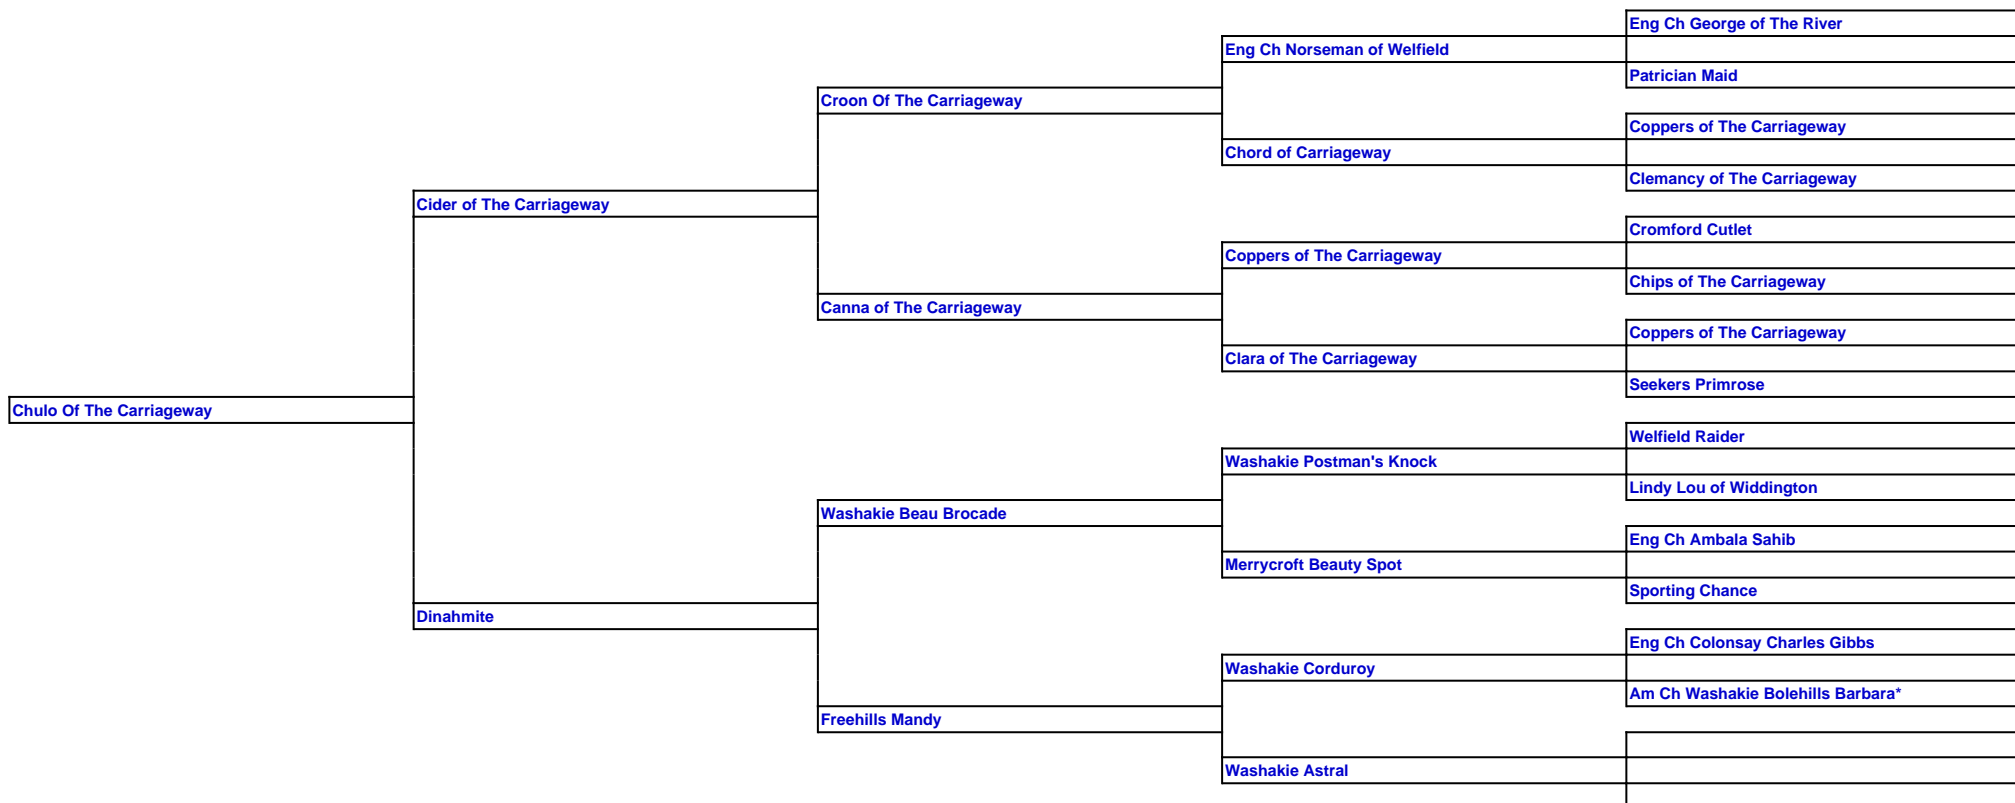 Eng Ch George of The River
Eng Ch Norseman of Welfield
Patrician Maid
Croon Of The Carriageway
Coppers of The Carriageway
Chord of Carriageway
Clemancy of The Carriageway
Cider of The Carriageway
Cromford Cutlet
Coppers of The Carriageway
Chips of The Carriageway
Canna of The Carriageway
Coppers of The Carriageway
Clara of The Carriageway
Seekers Primrose
Chulo Of The Carriageway
Welfield Raider
Washakie Postman's Knock
Lindy Lou of Widdington
Washakie Beau Brocade
Eng Ch Ambala Sahib
Merrycroft Beauty Spot
Sporting Chance
Dinahmite
Eng Ch Colonsay Charles Gibbs
Washakie Corduroy
Am Ch Washakie Bolehills Barbara*
Freehills Mandy
Washakie Astral